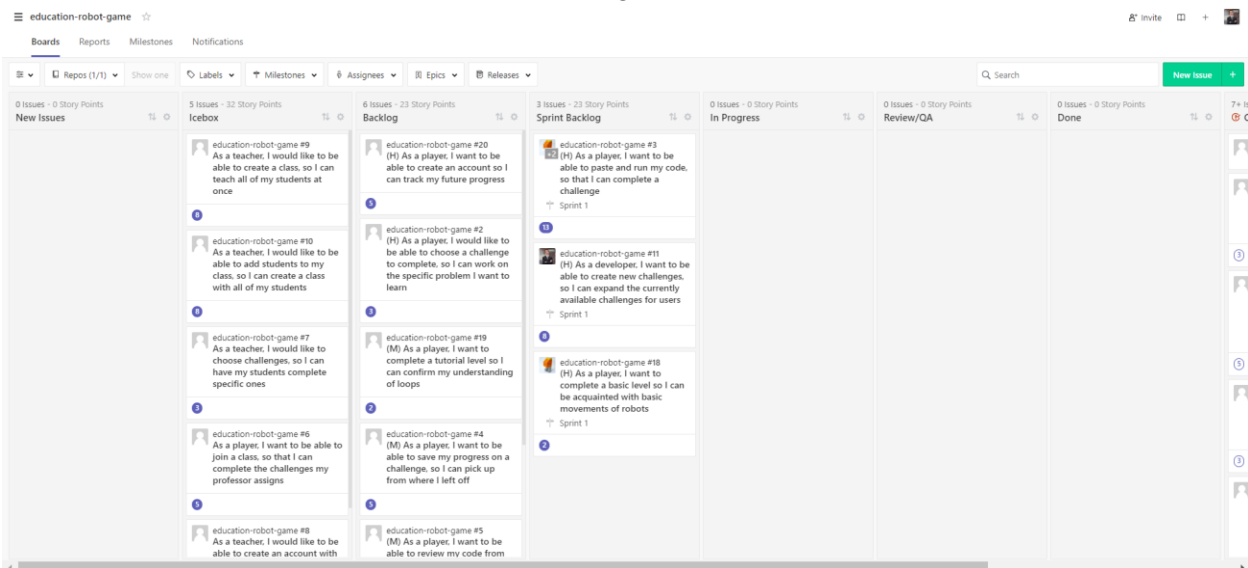 education-robot-game
Invite
Boards Reports Milestones Notifications
Repos (1/1) Show one Labels Milestones Assignees Epics Releases Search New Issue +
0 Issues - 0 Story Points
New Issues
5 Issues - 32 Story Points
Icebox
education-robot-game #9
As a teacher, I would like to be
able to create a class, so I can
teach all of my students at
once
8
education-robot-game #10
As a teacher, I would like to be
able to add students to my
class, so I can create a class
with all of my students
8
education-robot-game #7
As a teacher, I would like to
choose challenges, so I can
have my students complete
specific ones
3
education-robot-game #6
As a player, I want to be able to
join a class, so that I can
complete the challenges my
professor assigns
5
education-robot-game #8
As a teacher, I would like to be
able to create an account with
6 Issues - 23 Story Points
Backlog
education-robot-game #20
(H) As a player, I want to be
able to create an account so I
can track my future progress
5
education-robot-game #2
(H) As a player, I would like to
be able to choose a challenge
to complete, so I can work on
the specific problem I want to
learn
3
education-robot-game #19
(M) As a player, I want to
complete a tutorial level so I
can confirm my understanding
of loops
2
education-robot-game #4
(M) As a player, I want to be
able to save my progress on a
challenge, so I can pick up
from where I left off
5
education-robot-game #5
(M) As a player, I want to be
able to review my code from
3 Issues - 23 Story Points
Sprint Backlog
education-robot-game #3
+2
(H) As a player, I want to be
able to paste and run my code,
so that I can complete a
challenge
Sprint 1
13
education-robot-game #11
(H) As a developer, I want to be
able to create new challenges,
so I can expand the currently
available challenges for users
Sprint 1
8
education-robot-game #18
(H) As a player, I want to
complete a basic level so I can
be acquainted with basic
movements of robots
Sprint 1
2
0 Issues - 0 Story Points
In Progress
0 Issues - 0 Story Points
Review/QA
0 Issues - 0 Story Points
Done
7+
3
5
3